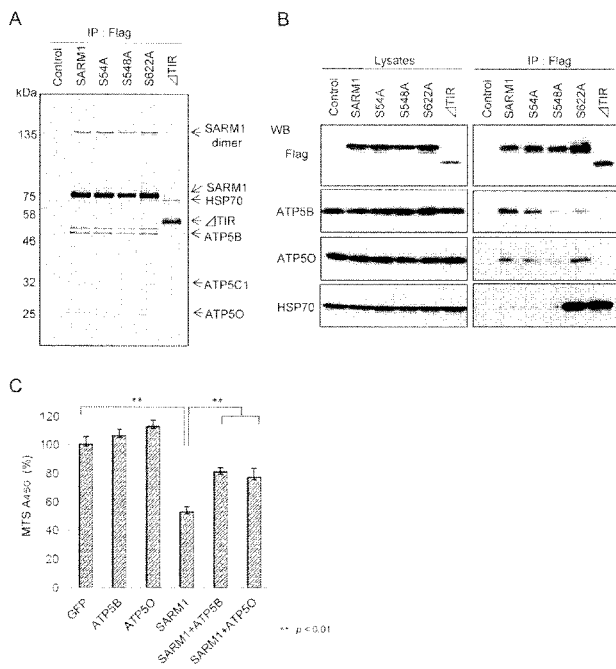 A
IP : Flag
Control
SARM1
S54A
S548A
S622A
⊿TIR
kDa
135
75
58
46
32
25
SARM1
dimer
SARM1
HSP70
⊿TIR
ATP5B
ATP5C1
ATP5O
B
Lysates
IP : Flag
Control
SARM1
S54A
S548A
S622A
⊿TIR
Control
SARM1
S54A
S548A
S622A
⊿TIR
WB
Flag
ATP5B
ATP5O
HSP70
C
**
**
MTS A450 (%)
120
100
80
60
40
20
0
GFP
ATP5B
ATP5O
SARM1
SARM1+ATP5B
SARM1+ATP5O
** p < 0.01